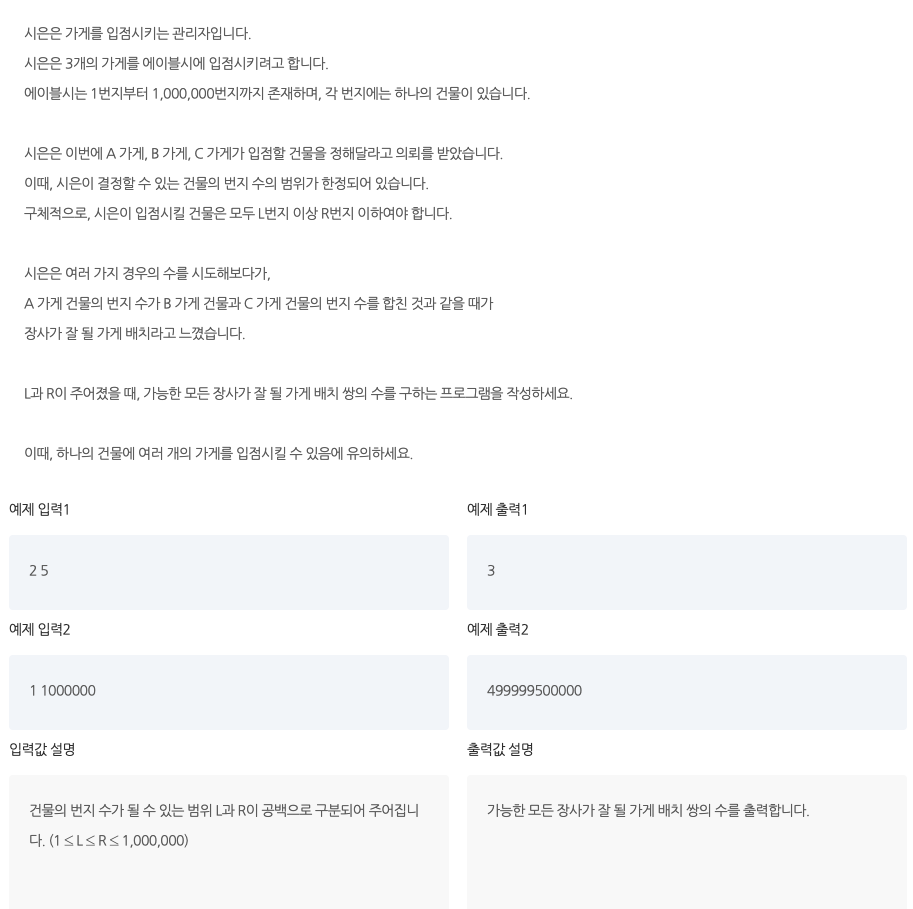 시은은 가게를 입점시키는 관리자입니다.
시은은 3개의 가게를 에이블시에 입점시키려고 합니다.
에이블시는 1번지부터 1,000,000번지까지 존재하며, 각 번지에는 하나의 건물이 있습니다.
시은은 이번에 A 가게, B 가게, C 가게가 입점할 건물을 정해달라고 의뢰를 받았습니다.
이때, 시은이 결정할 수 있는 건물의 번지 수의 범위가 한정되어 있습니다.
구체적으로, 시은이 입점시킬 건물은 모두 L번지 이상 R번지 이하여야 합니다.
시은은 여러 가지 경우의 수를 시도해보다가,
A 가게 건물의 번지 수가 B 가게 건물과 C 가게 건물의 번지 수를 합친 것과 같을 때가
장사가 잘 될 가게 배치라고 느꼈습니다.
L과 R이 주어졌을 때, 가능한 모든 장사가 잘 될 가게 배치 쌍의 수를 구하는 프로그램을 작성하세요.
이때, 하나의 건물에 여러 개의 가게를 입점시킬 수 있음에 유의하세요.
예제 입력1
예제 출력1
2 5
3
예제 입력2
예제 출력2
1 1000000
499999500000
입력값 설명
출력값 설명
건물의 번지 수가 될 수 있는 범위 L과 R이 공백으로 구분되어 주어집니
다. (1 ≤ L ≤ R ≤ 1,000,000)
가능한 모든 장사가 잘 될 가게 배치 쌍의 수를 출력합니다.